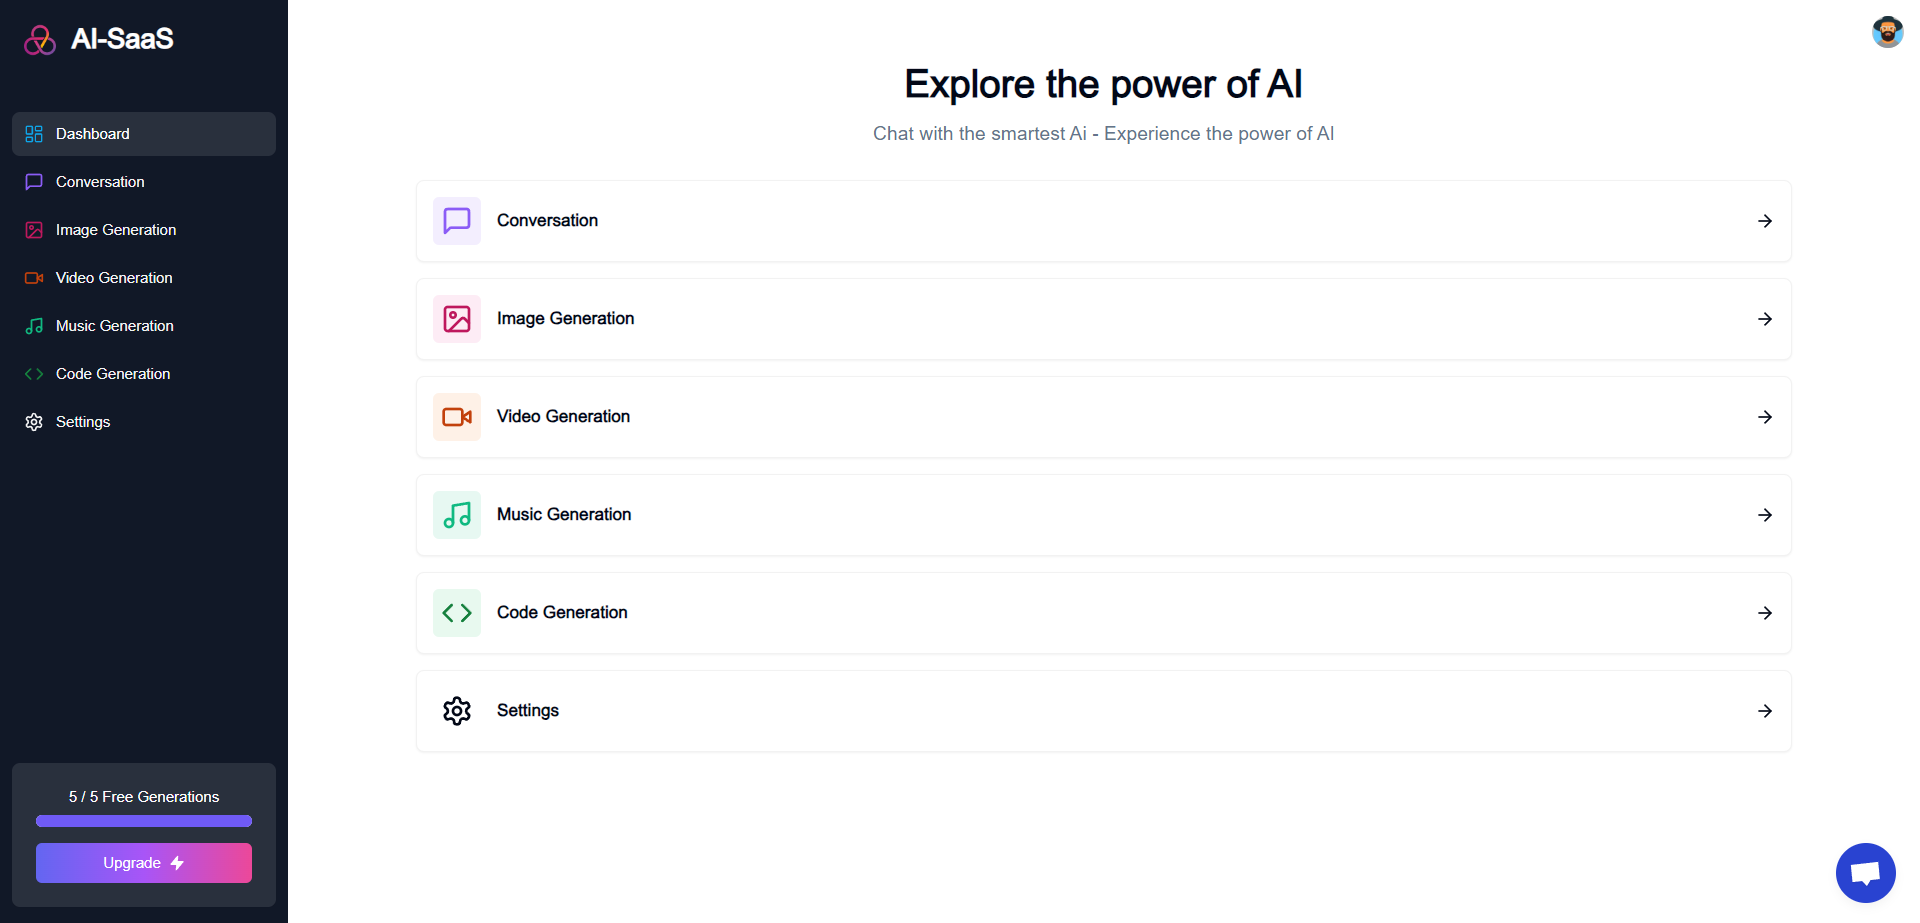 AI-SaaS
Dashboard
Conversation
Image Generation
Video Generation
Music Generation
Code Generation
Settings
5 / 5 Free Generations
Upgrade
Explore the power of AI
Chat with the smartest Ai - Experience the power of AI
Conversation
Image Generation
Video Generation
Music Generation
Code Generation
Settings